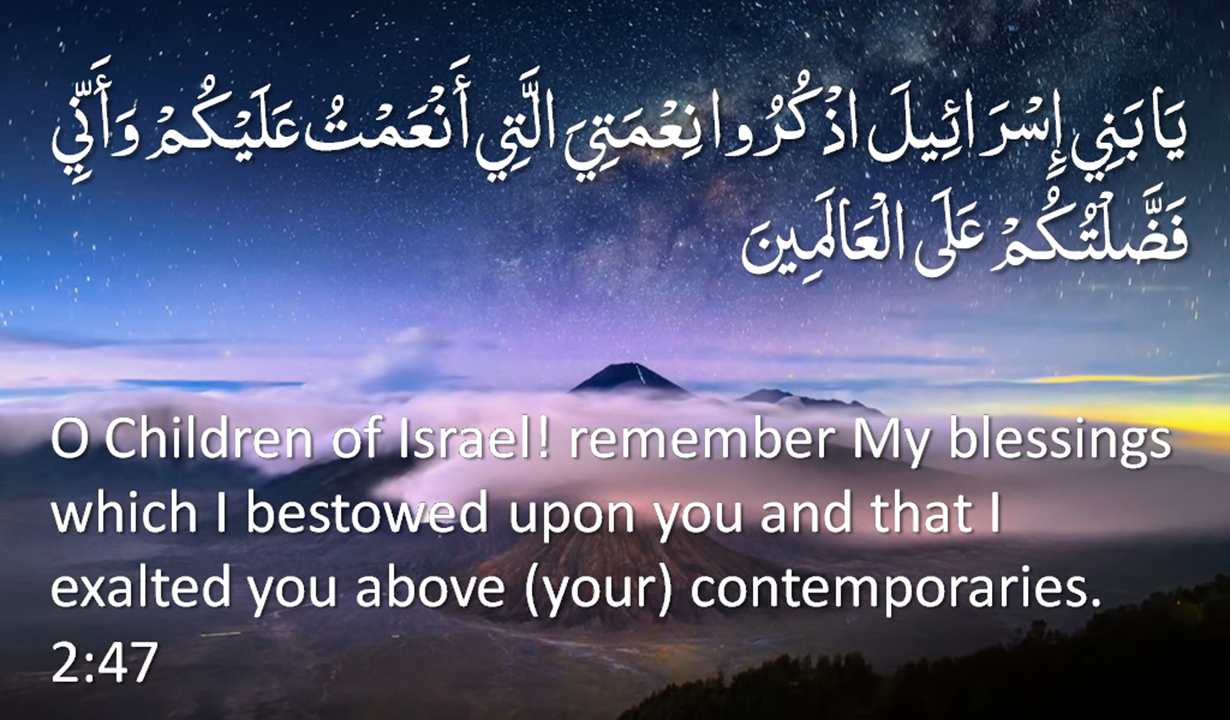 يَا بَنِي إِسْرَائِيلَ اذْكُرُوا نِعْمَتِيَ الَّتِي أَنْعَمْتُ عَلَيْكُمْ وَأَنِّي
فَضَّلْتُكُمْ عَلَى الْعَالَمِينَ
O Children of Israel! remember My blessings
which I bestowed upon you and that I
exalted you above (your) contemporaries.
2:47